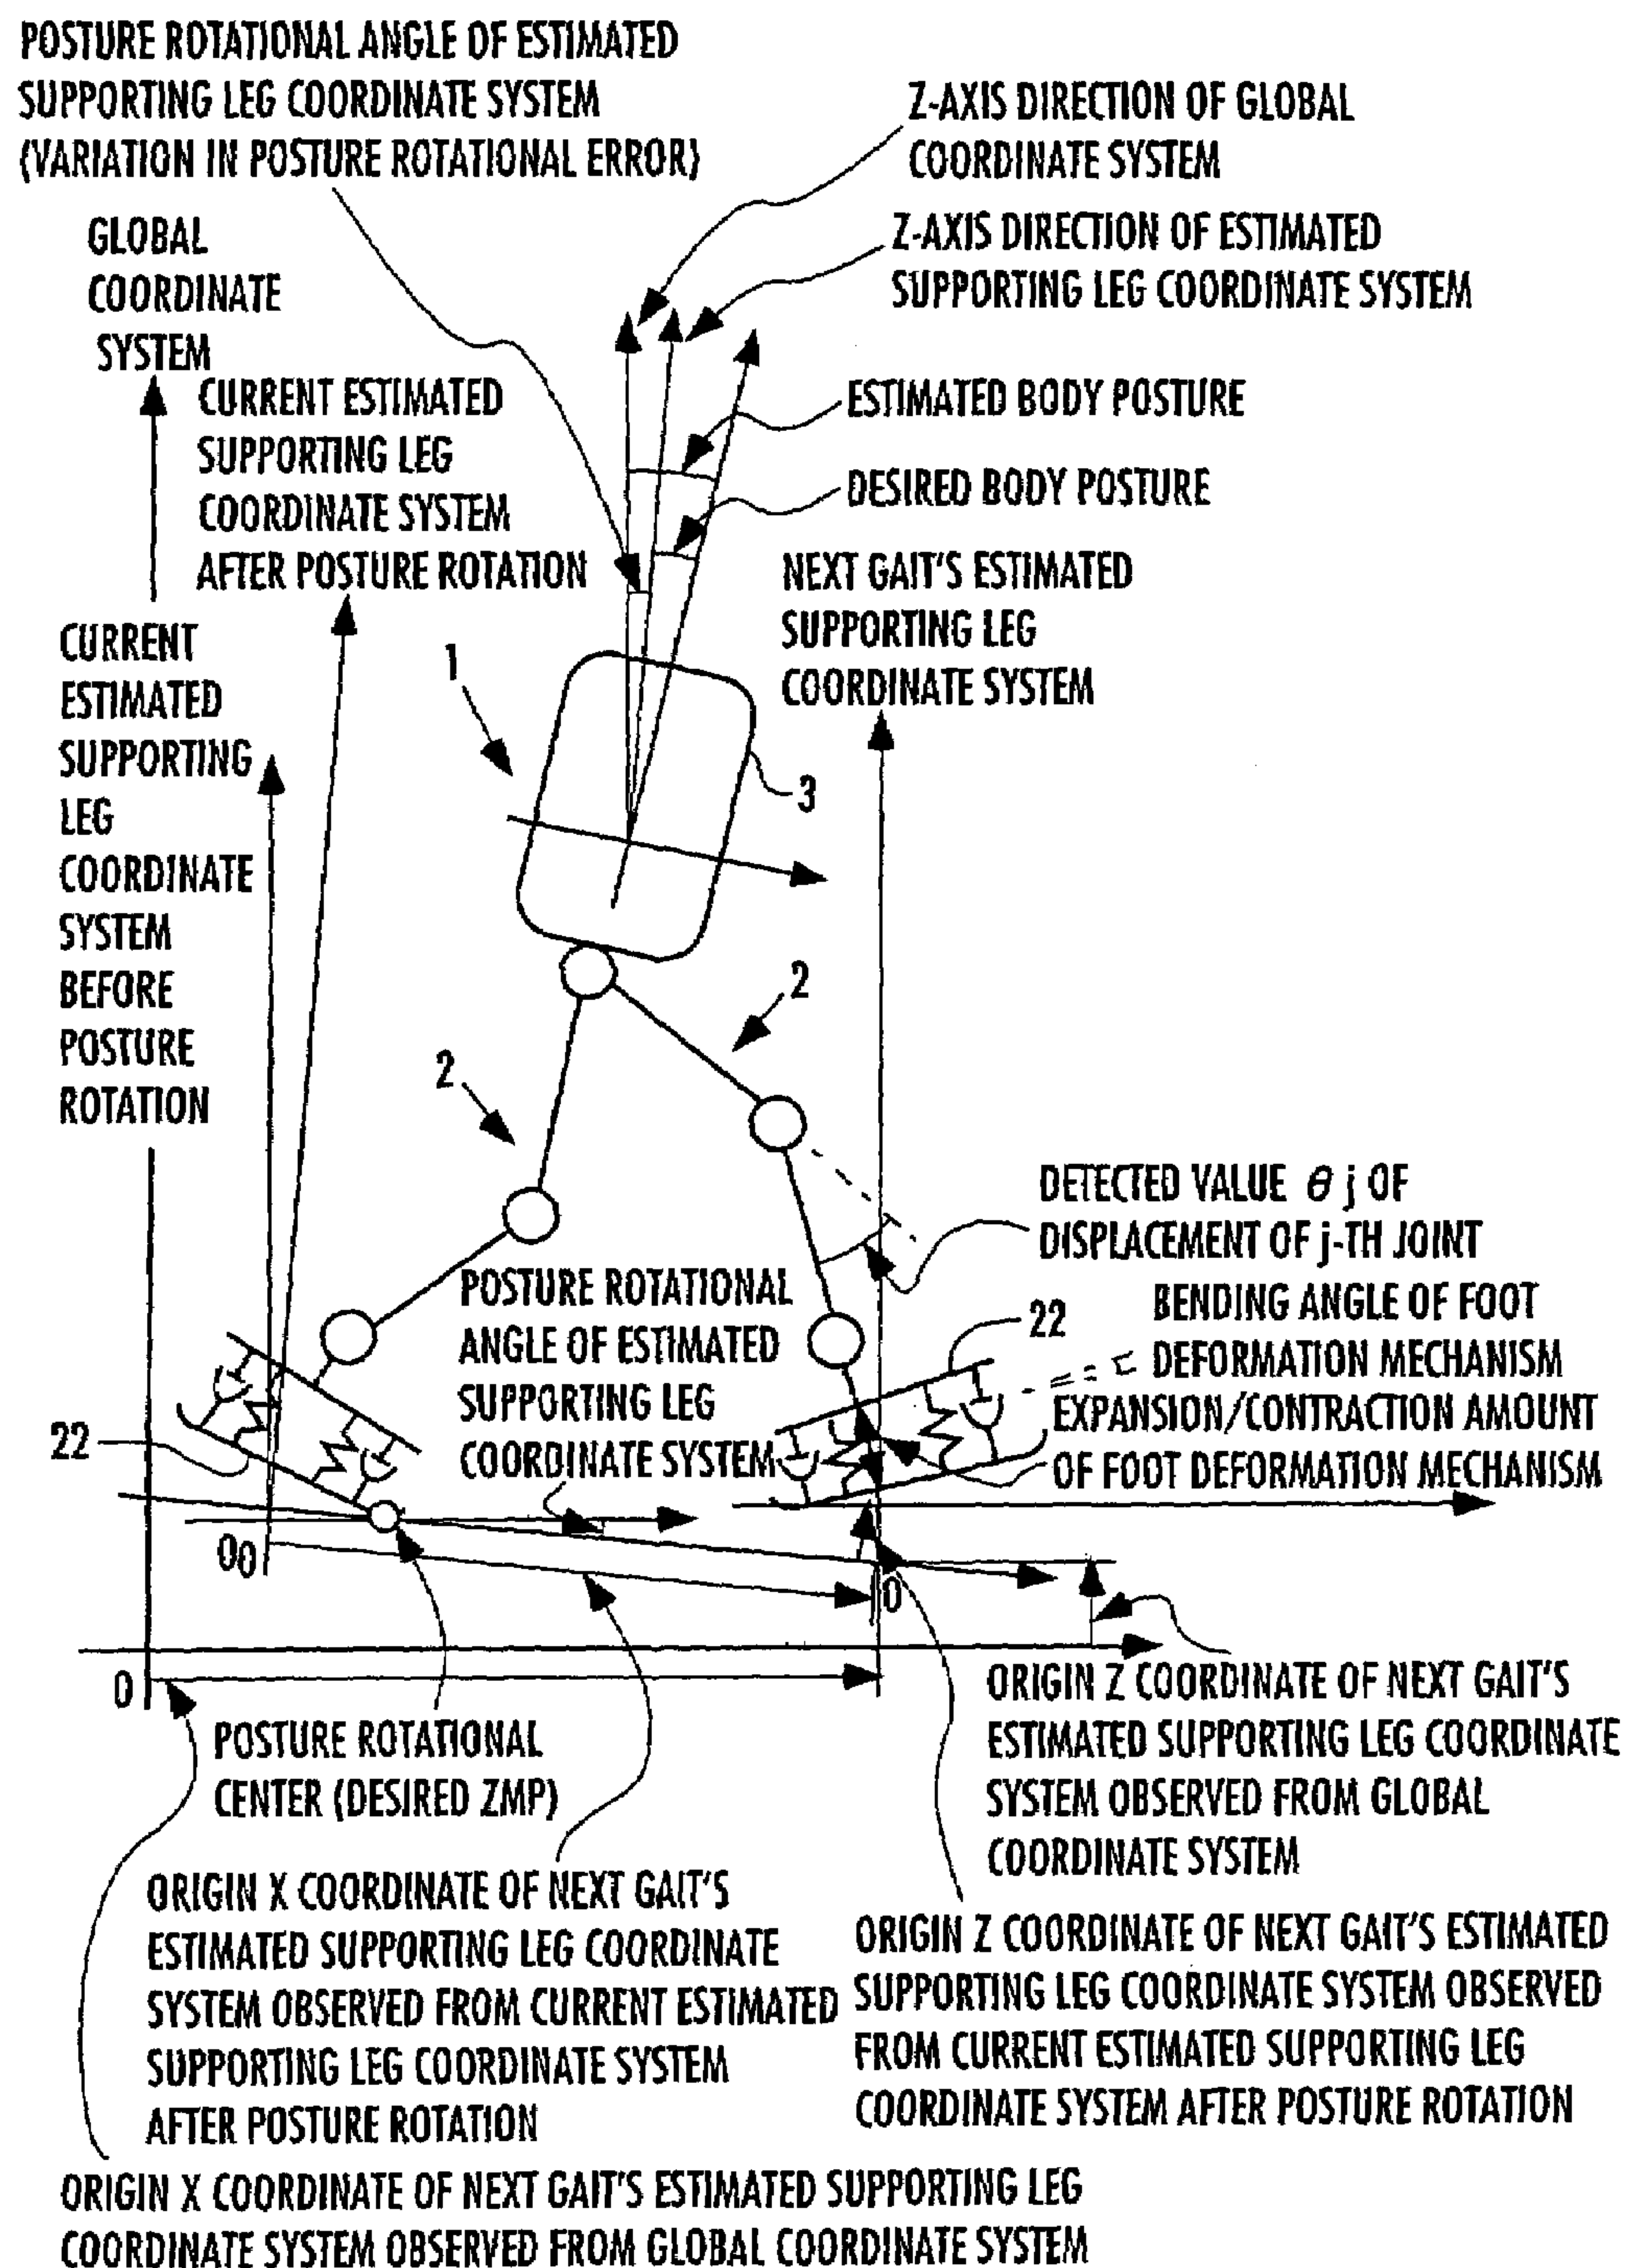 POSTURE ROTATIONAL ANGLE OF ESTIMATED
SUPPORTING LEG COORDINATE SYSTEM
(VARIATION IN POSTURE ROTATIONAL ERROR)
Z-AXIS DIRECTION OF GLOBAL
COORDINATE SYSTEM
Z-AXIS DIRECTION OF ESTIMATED
SUPPORTING LEG COORDINATE SYSTEM
GLOBAL
COORDINATE
SYSTEM
CURRENT ESTIMATED
SUPPORTING LEG
COORDINATE SYSTEM
AFTER POSTURE ROTATION
ESTIMATED BODY POSTURE
DESIRED BODY POSTURE
NEXT GAIT'S ESTIMATED
SUPPORTING LEG
COORDINATE SYSTEM
CURRENT
ESTIMATED
SUPPORTING
LEG
COORDINATE
SYSTEM
BEFORE
POSTURE
ROTATION
1
3
2
2
DETECTED VALUE θ j OF
DISPLACEMENT OF j-TH JOINT
POSTURE ROTATIONAL
ANGLE OF ESTIMATED
SUPPORTING LEG
COORDINATE SYSTEM
22
BENDING ANGLE OF FOOT
DEFORMATION MECHANISM
EXPANSION/CONTRACTION AMOUNT
OF FOOT DEFORMATION MECHANISM
22
00
0
0
POSTURE ROTATIONAL
CENTER (DESIRED ZMP)
ORIGIN Z COORDINATE OF NEXT GAIT'S
ESTIMATED SUPPORTING LEG COORDINATE
SYSTEM OBSERVED FROM GLOBAL
COORDINATE SYSTEM
ORIGIN X COORDINATE OF NEXT GAIT'S
ESTIMATED SUPPORTING LEG COORDINATE
SYSTEM OBSERVED FROM CURRENT ESTIMATED
SUPPORTING LEG COORDINATE SYSTEM
AFTER POSTURE ROTATION
ORIGIN Z COORDINATE OF NEXT GAIT'S ESTIMATED
SUPPORTING LEG COORDINATE SYSTEM OBSERVED
FROM CURRENT ESTIMATED SUPPORTING LEG
COORDINATE SYSTEM AFTER POSTURE ROTATION
ORIGIN X COORDINATE OF NEXT GAIT'S ESTIMATED SUPPORTING LEG
COORDINATE SYSTEM OBSERVED FROM GLOBAL COORDINATE SYSTEM